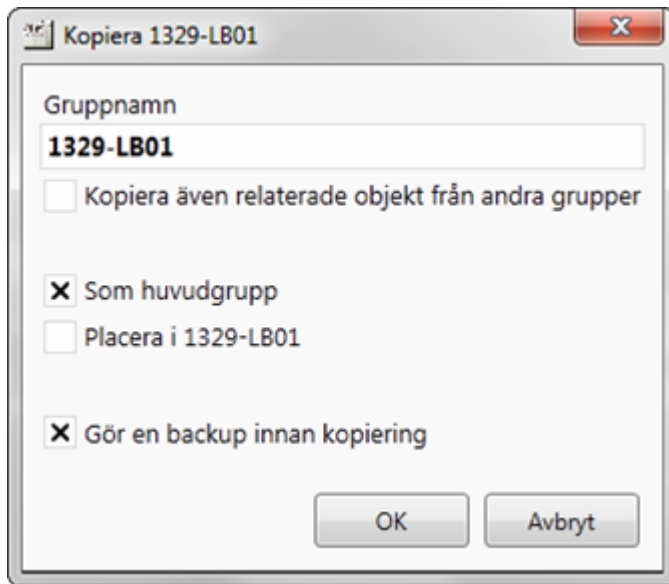 Kopiera 1329-LB01
Gruppnamn
1329-LB01
Kopiera även relaterade objekt från andra grupper
Som huvudgrupp
Placera i 1329-LB01
Gör en backup innan kopiering
OK
Avbryt